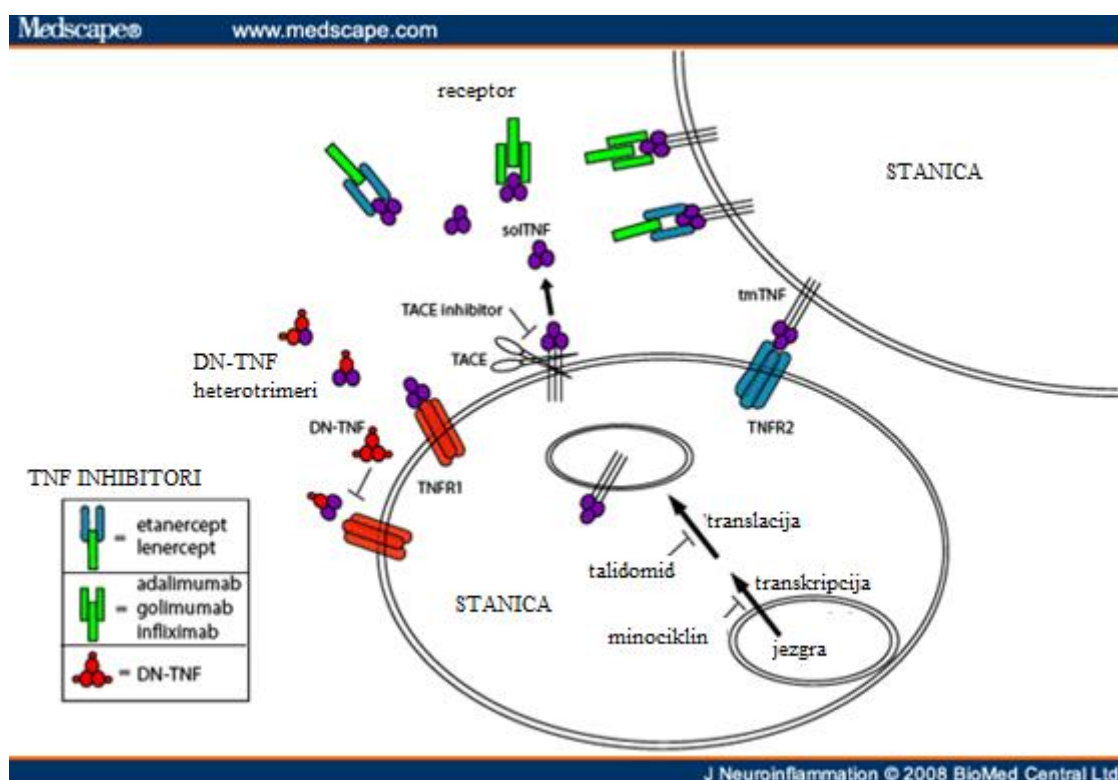 Medscape® www.medscape.com
receptor
STANICA
solTNF
tmTNF
TACE inhibitor
TACE
DN-TNF
heterotrimeri
DN-TNF
TNFR1
TNFR2
TNF INHIBITORI
= etanercept
lenercept
adalimumab
= golimumab
infliximab
= DN-TNF
translacija
talidomid
transkripcija
STANICA
minociklin
jezgra
J Neuroinflammation © 2008 BioMed Central Ltd